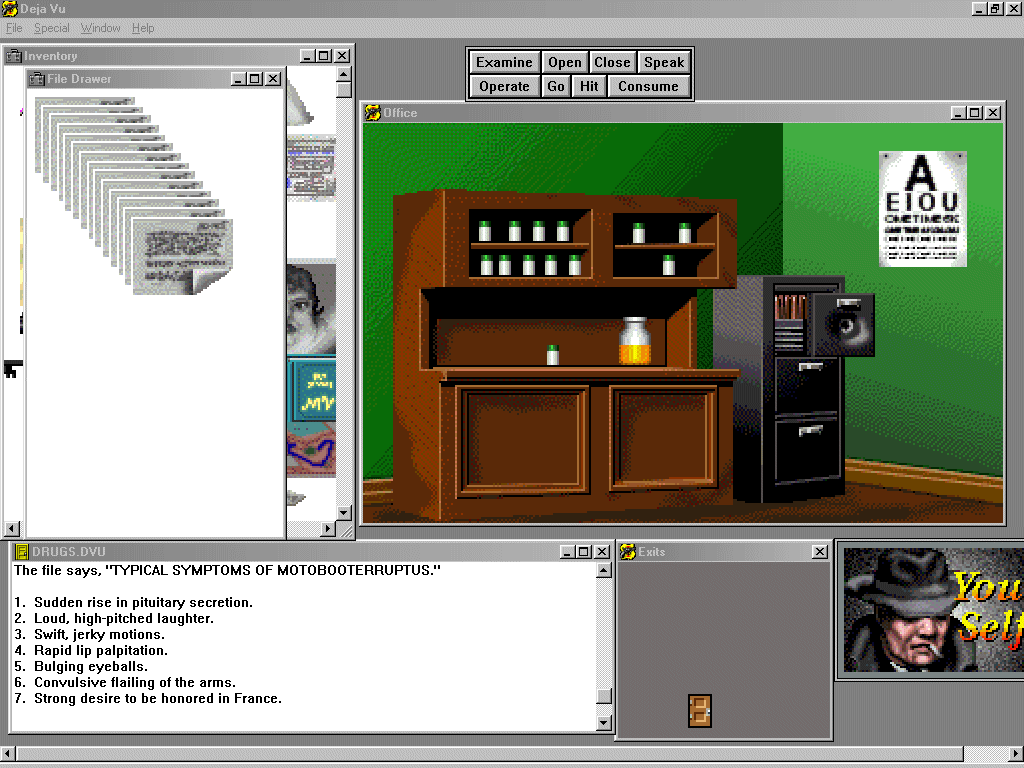 Deja Vu
File Special Window Help
Inventory
File Drawer
Examine Open Close Speak
Operate Go Hit Consume
Office
A
EIOU
DRUGS.DVU
The file says, "TYPICAL SYMPTOMS OF MOTOBOOTERRUPTUS."
1. Sudden rise in pituitary secretion.
2. Loud, high-pitched laughter.
3. Swift, jerky motions.
4. Rapid lip palpitation.
5. Bulging eyeballs.
6. Convulsive flailing of the arms.
7. Strong desire to be honored in France.
Exits
You
Self